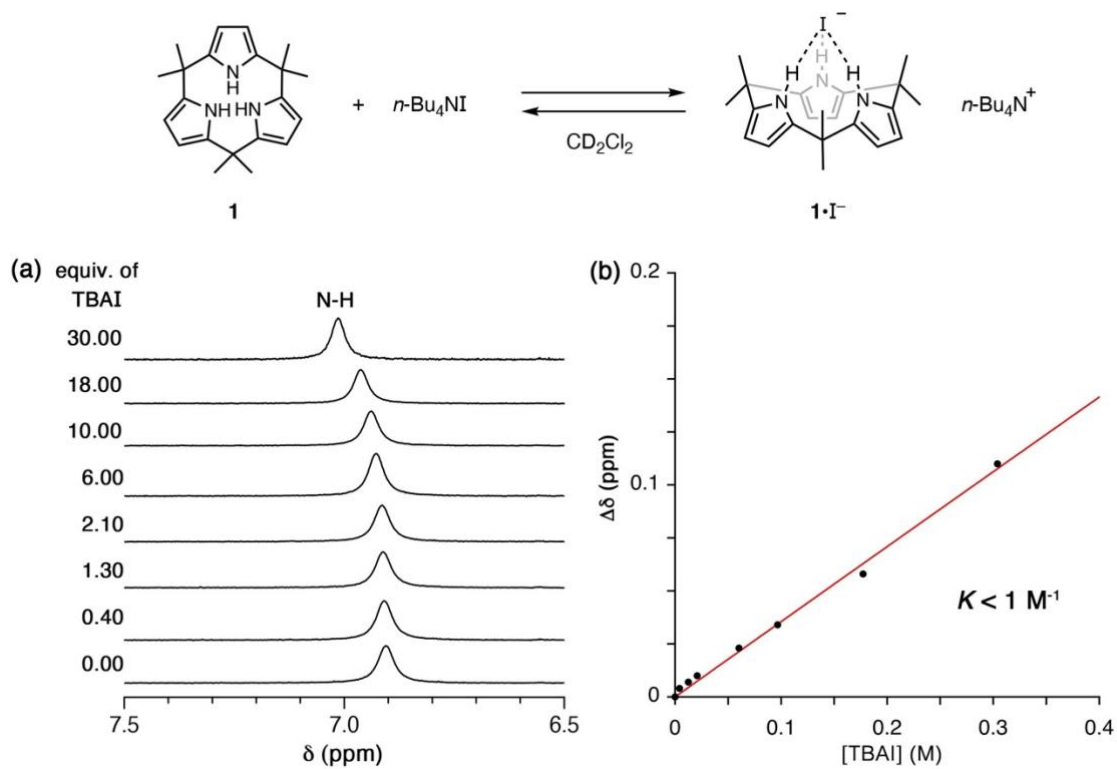 N
H
NH HN
+ n-Bu4NI
CD2Cl2
I−
H
H H
N
N N
n-Bu4N+
1
1•I−
(a) equiv. of
TBAI
N-H
30.00
18.00
10.00
6.00
2.10
1.30
0.40
0.00
7.5 7.0 6.5
δ (ppm)
(b)
0.2
0.1
0
Δδ (ppm)
K < 1 M-1
0 0.1 0.2 0.3 0.4
[TBAI] (M)